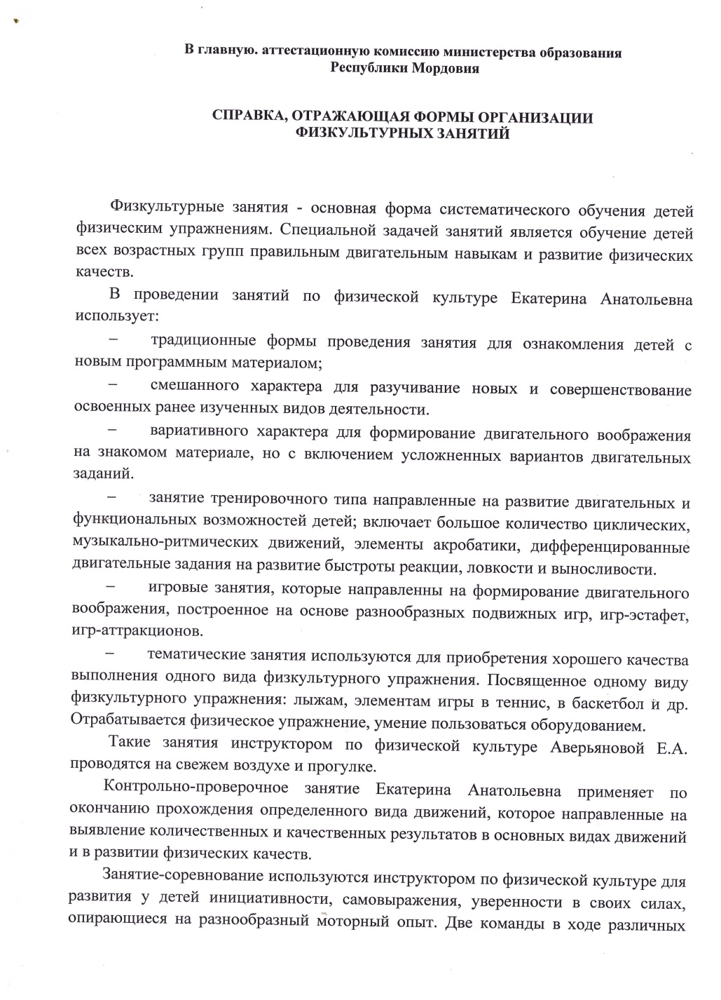 В главную. аттестационную комиссию министерства образования
Республики Мордовия
СПРАВКА, ОТРАЖАЮЩАЯ ФОРМЫ ОРГАНИЗАЦИИ
ФИЗКУЛЬТУРНЫХ ЗАНЯТИЙ
Физкультурные занятия - основная форма систематического обучения детей
физическим упражнениям. Специальной задачей занятий является обучение детей
всех возрастных групп правильным двигательным навыкам и развитие физических
качеств.
В проведении занятий по физической культуре Екатерина Анатольевна
использует:
– традиционные формы проведения занятия для ознакомления детей с
новым программным материалом;
– смешанного характера для разучивание новых и совершенствование
освоенных ранее изученных видов деятельности.
– вариативного характера для формирование двигательного воображения
на знакомом материале, но с включением усложненных вариантов двигательных
заданий.
– занятие тренировочного типа направленные на развитие двигательных и
функциональных возможностей детей; включает большое количество циклических,
музыкально-ритмических движений, элементы акробатики, дифференцированные
двигательные задания на развитие быстроты реакции, ловкости и выносливости.
– игровые занятия, которые направленны на формирование двигательного
воображения, построенное на основе разнообразных подвижных игр, игр-эстафет,
игр-аттракционов.
– тематические занятия используются для приобретения хорошего качества
выполнения одного вида физкультурного упражнения. Посвященное одному виду
физкультурного упражнения: лыжам, элементам игры в теннис, в баскетбол и др.
Отрабатывается физическое упражнение, умение пользоваться оборудованием.
Такие занятия инструктором по физической культуре Аверьяновой Е.А.
проводятся на свежем воздухе и прогулке.
Контрольно-проверочное занятие Екатерина Анатольевна применяет по
окончанию прохождения определенного вида движений, которое направленные на
выявление количественных и качественных результатов в основных видах движений
и в развитии физических качеств.
Занятие-соревнование используются инструктором по физической культуре для
развития у детей инициативности, самовыражения, уверенности в своих силах,
опирающиеся на разнообразный моторный опыт. Две команды в ходе различных